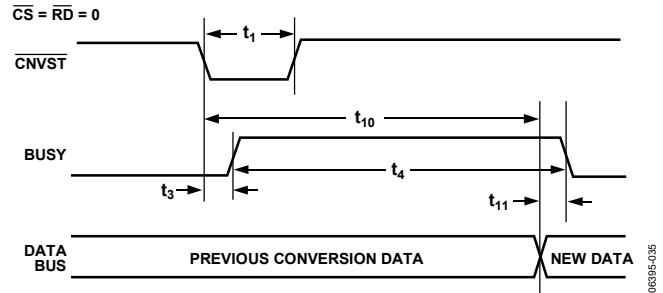 CS = RD = 0
t1
CNVST
t10
BUSY
t4
t3
t11
DATA
BUS
PREVIOUS CONVERSION DATA
NEW DATA
06395-035